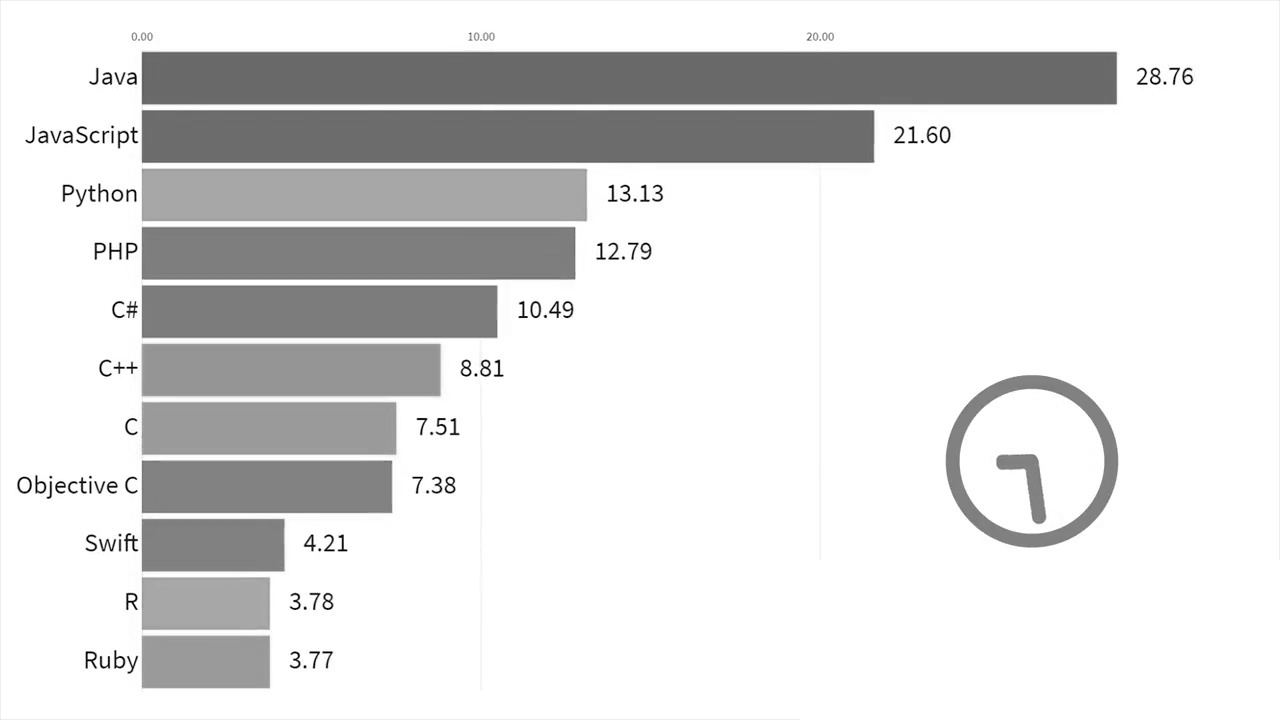 0.00 10.00 20.00
Java 28.76
JavaScript 21.60
Python 13.13
PHP 12.79
C# 10.49
C++ 8.81
C 7.51
Objective C 7.38
Swift 4.21
R 3.78
Ruby 3.77